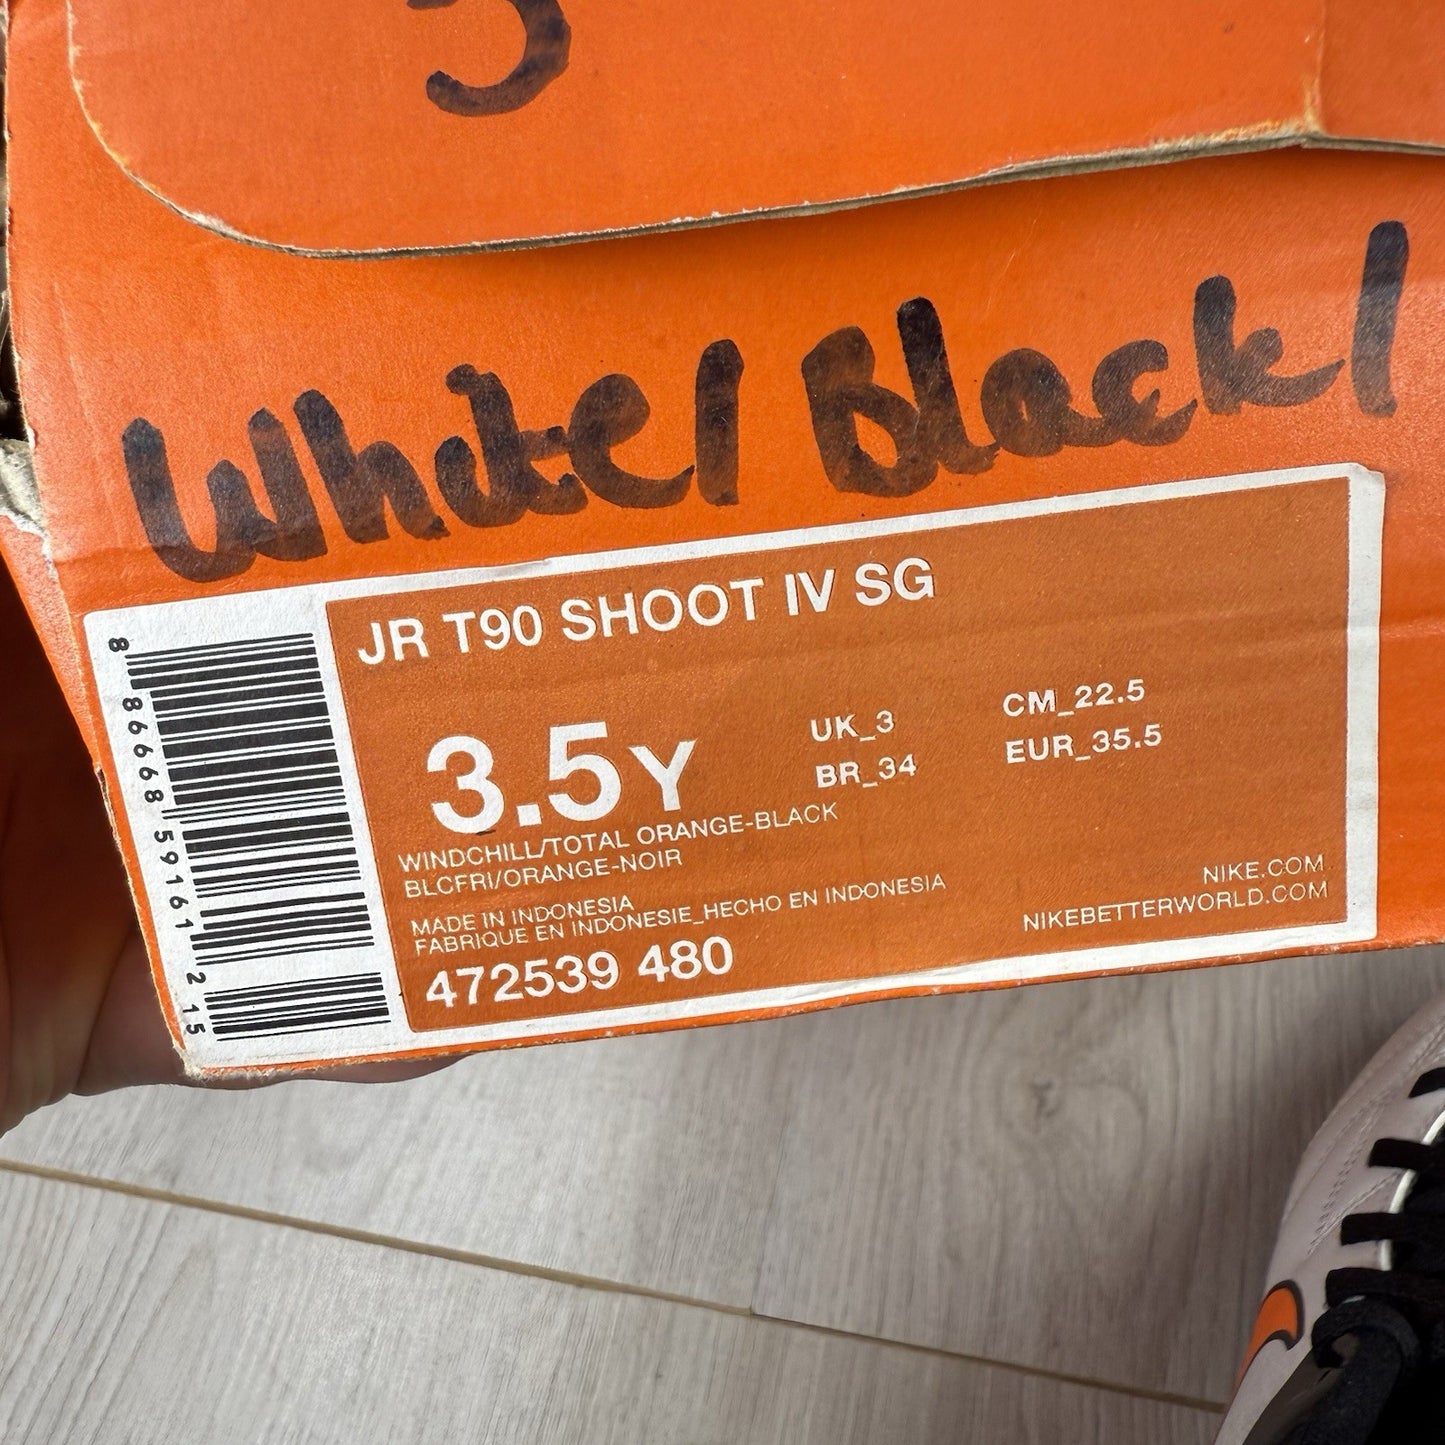 3
White/ Black/
JR T90 SHOOT IV SG
3.5Y
UK_3
BR_34
CM_22.5
EUR_35.5
WINDCHILL/TOTAL ORANGE-BLACK
BLCFRI/ORANGE-NOIR
MADE IN INDONESIA
FABRIQUE EN INDONESIE_HECHO EN INDONESIA
472539 480
NIKE.COM
NIKEBETTERWORLD.COM
8 86668 59161 2 15